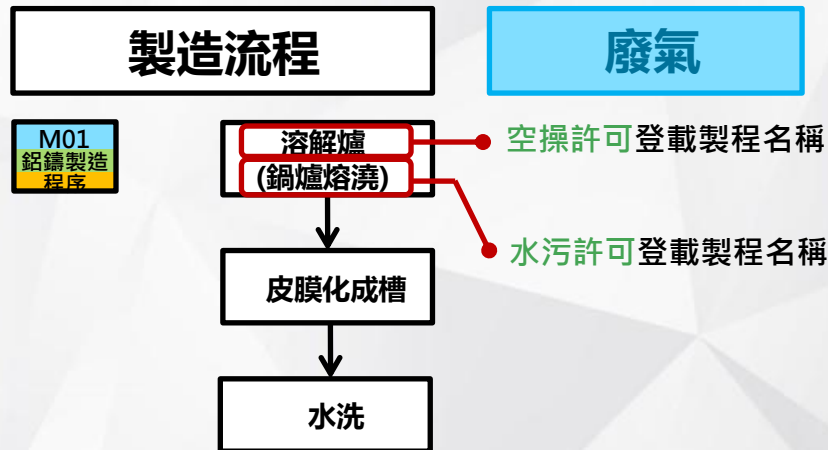 製造流程
廢氣
M01
鋁鑄製造
程序
溶解爐
(鍋爐熔澆)
空操許可登載製程名稱
水污許可登載製程名稱
皮膜化成槽
水洗